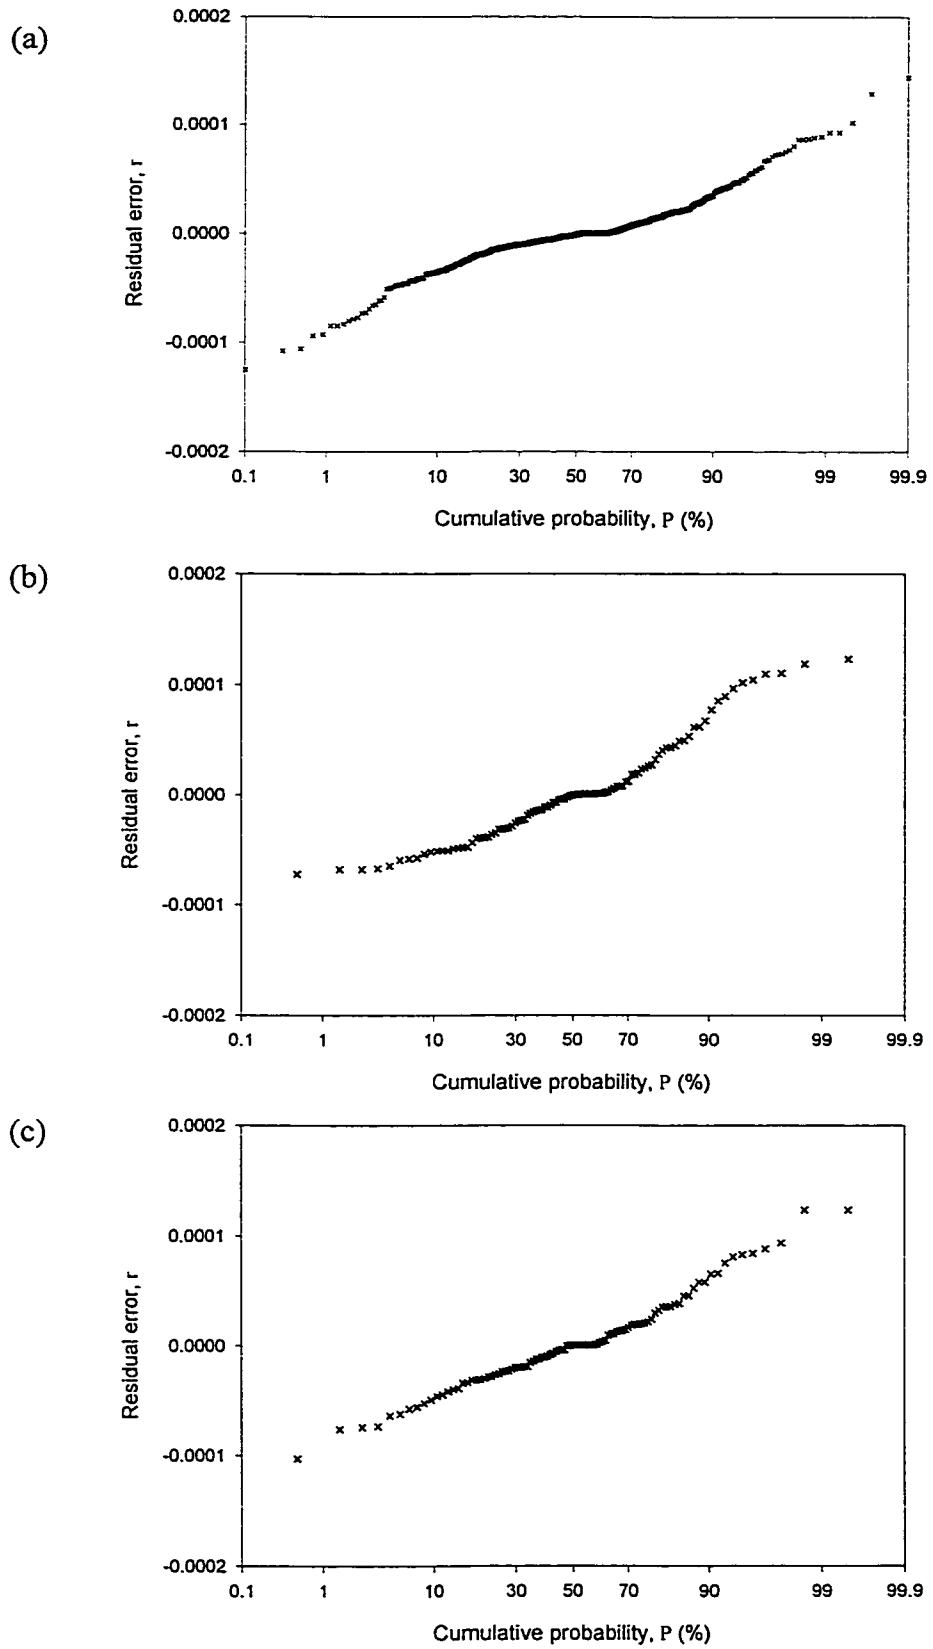 (a)
0.0002
0.0001
0.0000
-0.0001
-0.0002
Residual error, r
0.1 1 10 30 50 70 90 99 99.9
Cumulative probability, P (%)
(b)
0.0002
0.0001
0.0000
-0.0001
-0.0002
Residual error, r
0.1 1 10 30 50 70 90 99 99.9
Cumulative probability, P (%)
(c)
0.0002
0.0001
0.0000
-0.0001
-0.0002
Residual error, r
0.1 1 10 30 50 70 90 99 99.9
Cumulative probability, P (%)